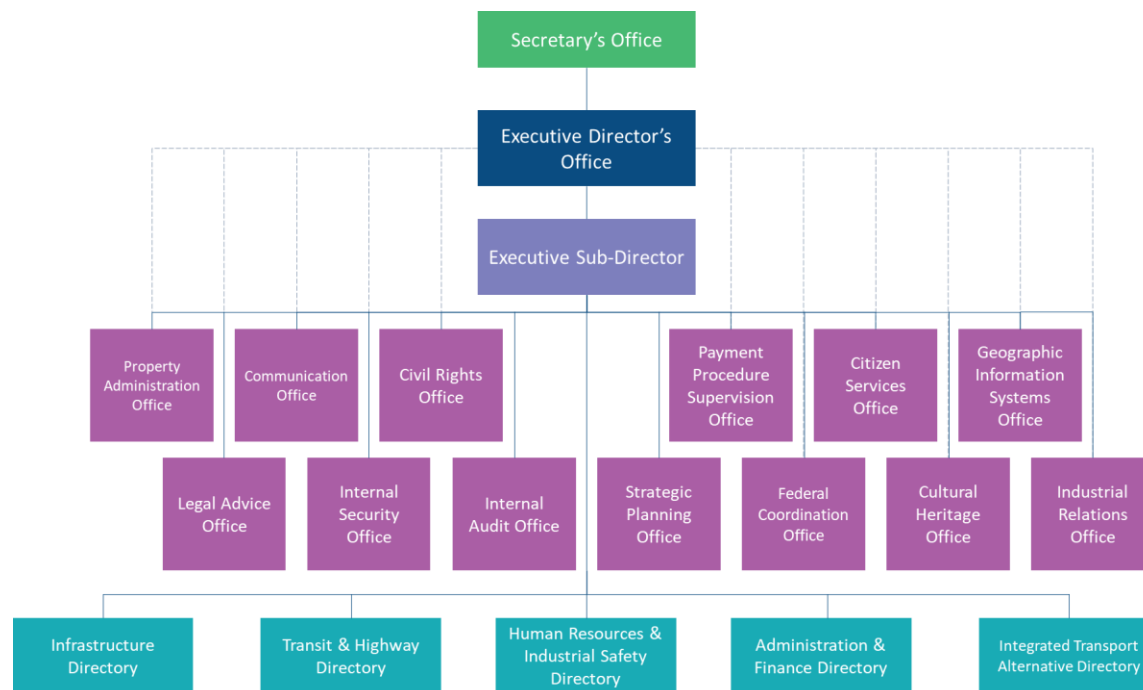 Secretary's Office
Executive Director's
Office
Executive Sub-Director
Property
Administration
Office
Communication
Office
Civil Rights
Office
Payment
Procedure
Supervision
Office
Citizen
Services
Office
Geographic
Information
Systems
Office
Legal Advice
Office
Internal
Security
Office
Internal
Audit Office
Strategic
Planning
Office
Federal
Coordination
Office
Cultural
Heritage
Office
Industrial
Relations
Office
Infrastructure
Directory
Transit & Highway
Directory
Human Resources &
Industrial Safety
Directory
Administration &
Finance Directory
Integrated Transport
Alternative Directory